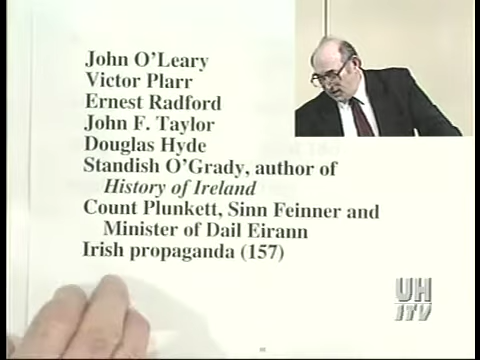 John O'Leary
Victor Plarr
Ernest Radford
John F. Taylor
Douglas Hyde
Standish O'Grady, author of
History of Ireland
Count Plunkett, Sinn Feinner and
Minister of Dail Eirann
Irish propaganda (157)
UH
ITV